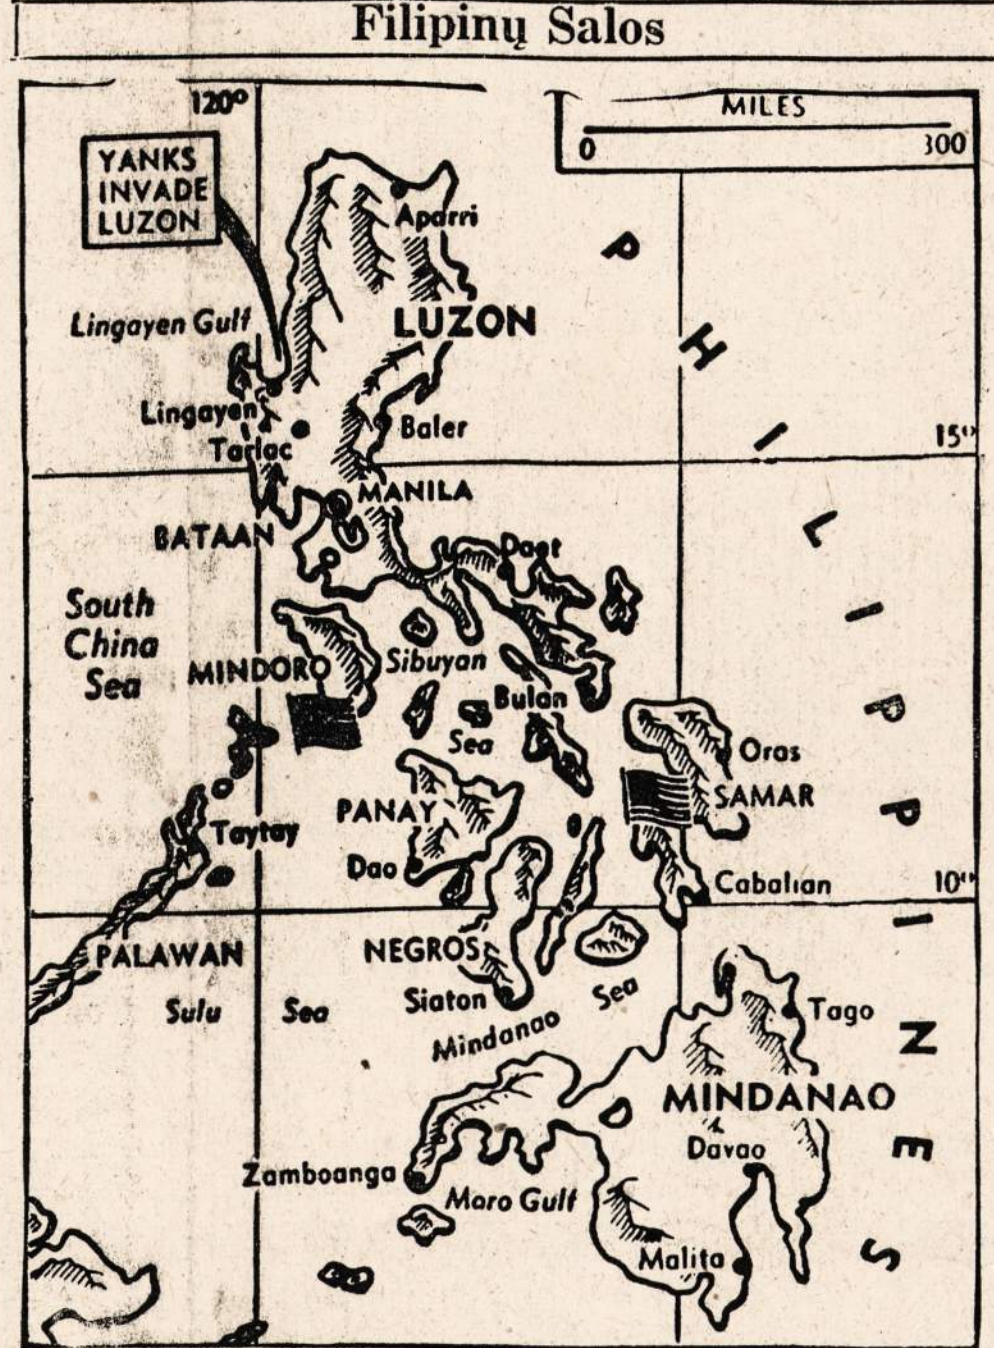 Filipinų Salos
120°
MILES
0 300
YANKS
INVADE
LUZON
Aparri
P
H
I
L
I
P
P
I
N
E
S
Lingayen Gulf
LUZON
Lingayen
Tarlac
Baler
15°
MANILA
BATAAN
Daet
South
China
Sea
MINDORO
Sibuyan
Sea
Bulan
Oras
SAMAR
PANAY
Taytay
Dao
Cabalian
10°
PALAWAN
NEGROS
Sulu Sea
Siaton
Mindanao Sea
Tago
MINDANAO
Davao
Zamboanga
Moro Gulf
Malita